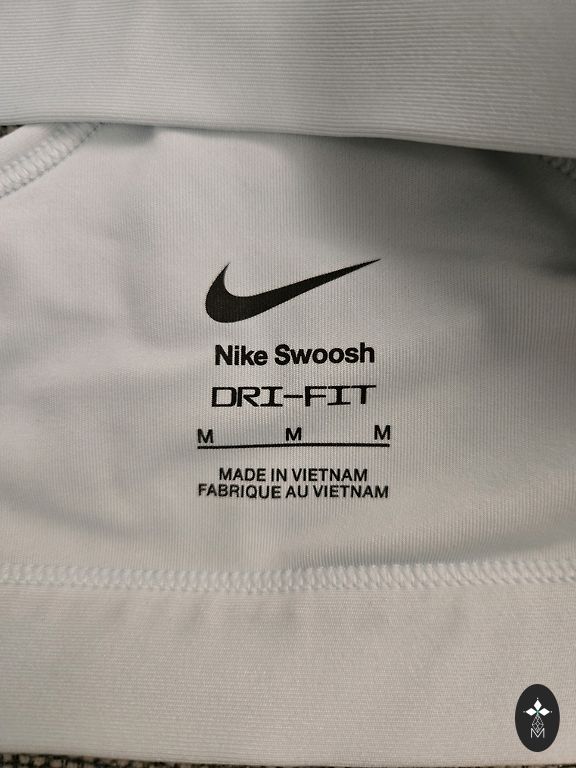 Nike Swoosh
DRI-FIT
M M M
MADE IN VIETNAM
FABRIQUE AU VIETNAM
M